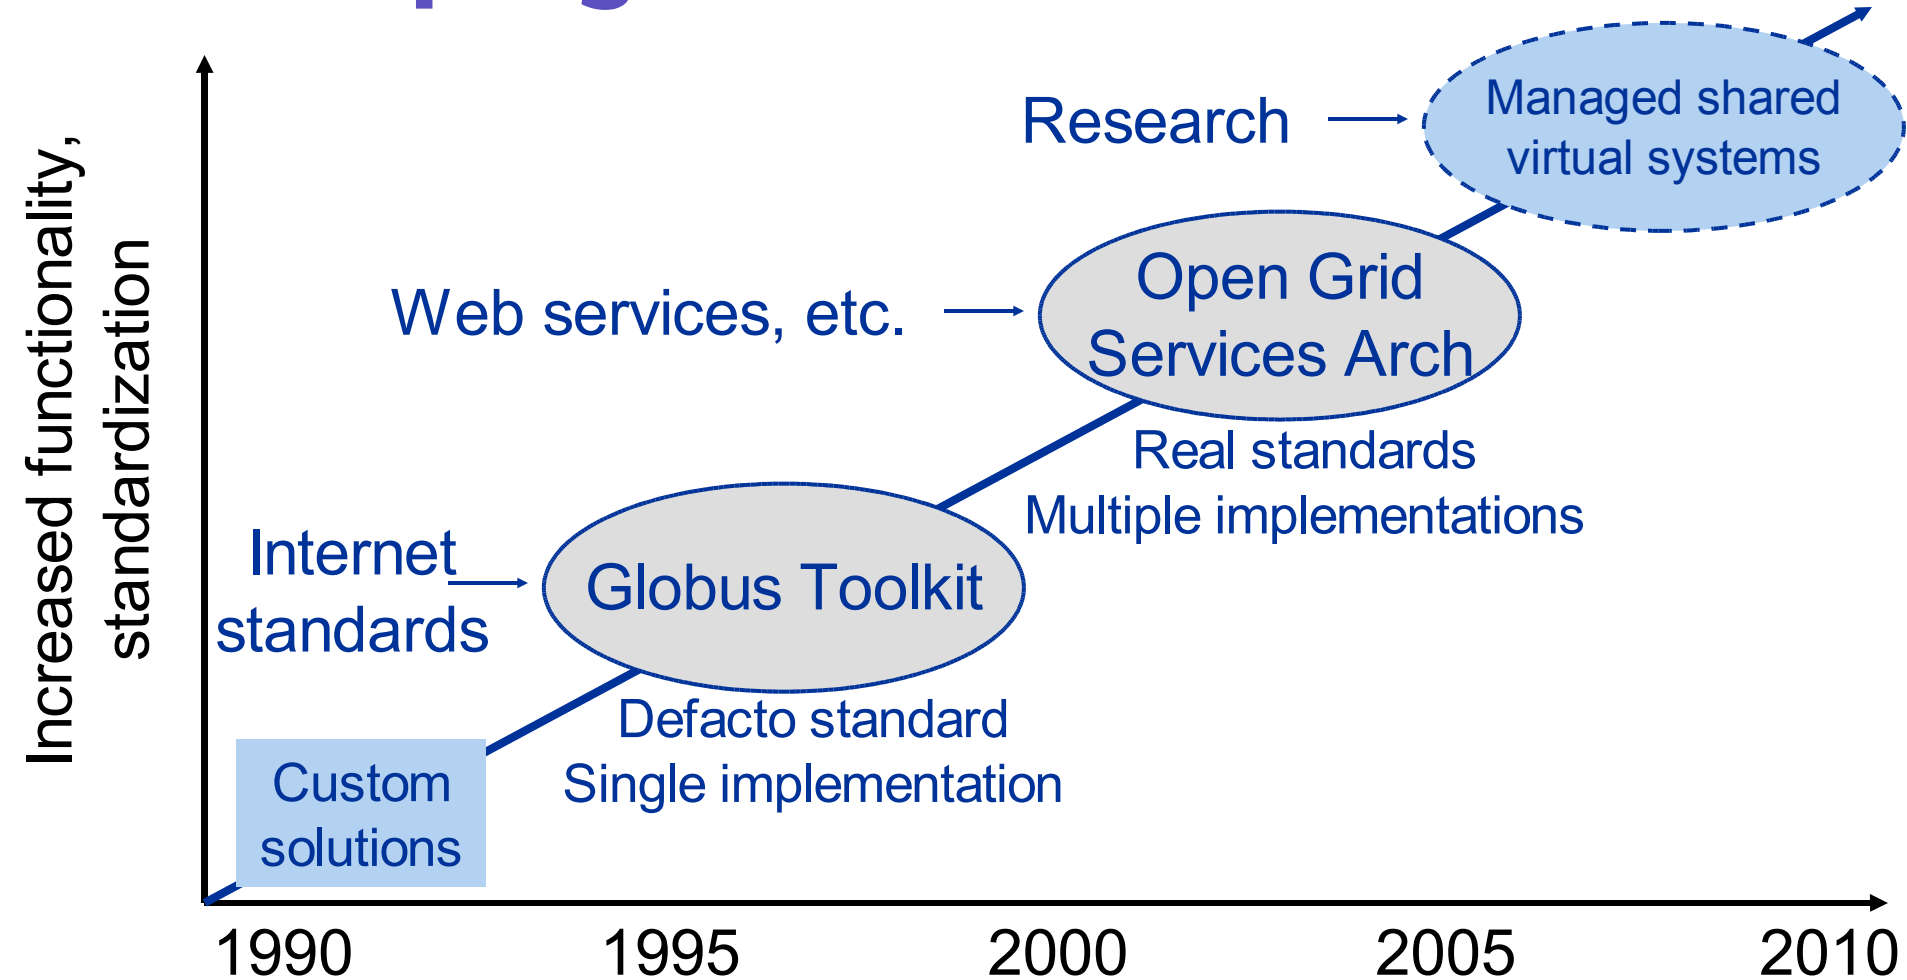 Increased functionality,
standardization
Research
Managed shared
virtual systems
Web services, etc.
Open Grid
Services Arch
Real standards
Multiple implementations
Internet
standards
Globus Toolkit
Defacto standard
Single implementation
Custom
solutions
1990 1995 2000 2005 2010